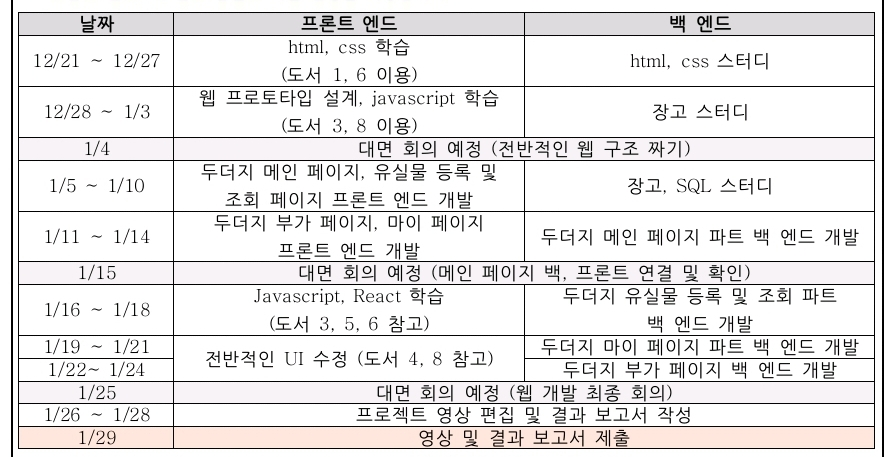 날짜 프론트 엔드 백 엔드
12/21 ~ 12/27 html, css 학습 html, css 스터디
(도서 1, 6 이용)
12/28 ~ 1/3 웹 프로토타입 설계, javascript 학습 장고 스터디
(도서 3, 8 이용)
1/4 대면 회의 예정 (전반적인 웹 구조 짜기)
1/5 ~ 1/10 두더지 메인 페이지, 유실물 등록 및 장고, SQL 스터디
조회 페이지 프론트 엔드 개발
1/11 ~ 1/14 두더지 부가 페이지, 마이 페이지 두더지 메인 페이지 파트 백 엔드 개발
프론트 엔드 개발
1/15 대면 회의 예정 (메인 페이지 백, 프론트 연결 및 확인)
1/16 ~ 1/18 Javascript, React 학습 두더지 유실물 등록 및 조회 파트
(도서 3, 5, 6 참고) 백 엔드 개발
1/19 ~ 1/21 전반적인 UI 수정 (도서 4, 8 참고) 두더지 마이 페이지 파트 백 엔드 개발
1/22~ 1/24 두더지 부가 페이지 백 엔드 개발
1/25 대면 회의 예정 (웹 개발 최종 회의)
1/26 ~ 1/28 프로젝트 영상 편집 및 결과 보고서 작성
1/29 영상 및 결과 보고서 제출